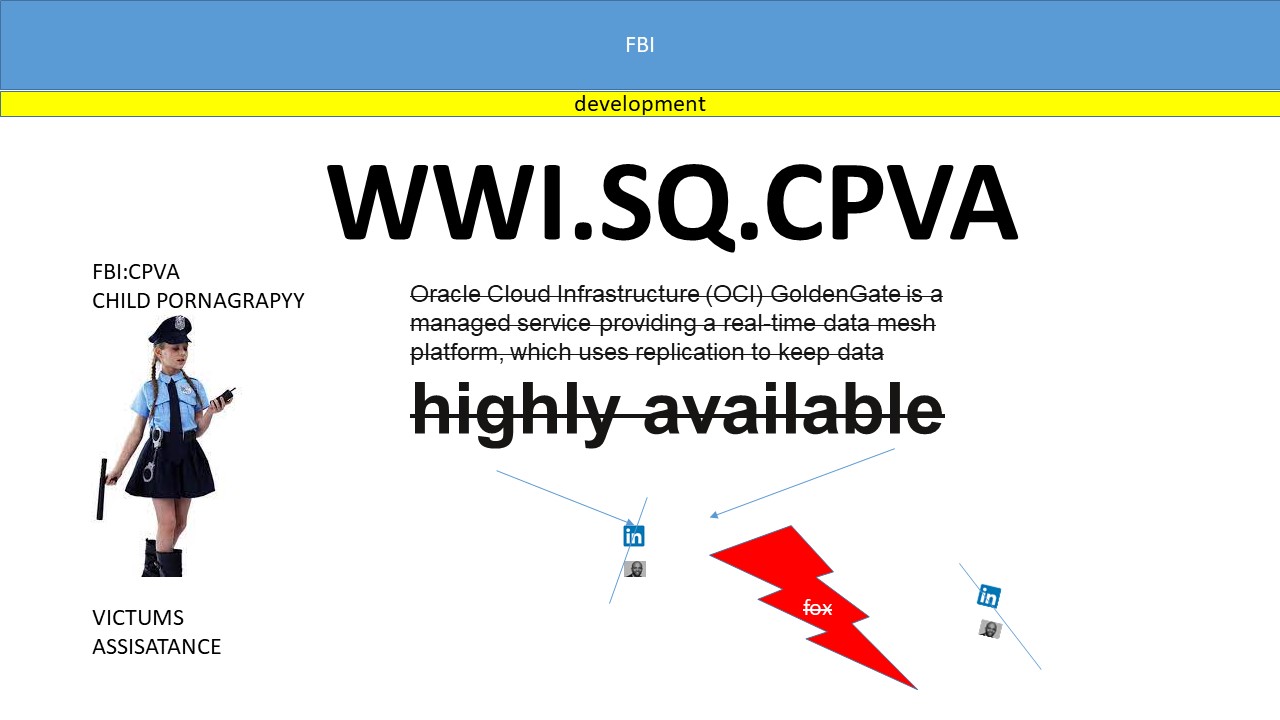 FBI
development
WWI.SQ.CPVA
FBI:CPVA
CHILD PORNAGRAPYY
Oracle Cloud Infrastructure (OCI) GoldenGate is a
managed service providing a real-time data mesh
platform, which uses replication to keep data
highly available
in
fox
in
VICTUMS
ASSISATANCE